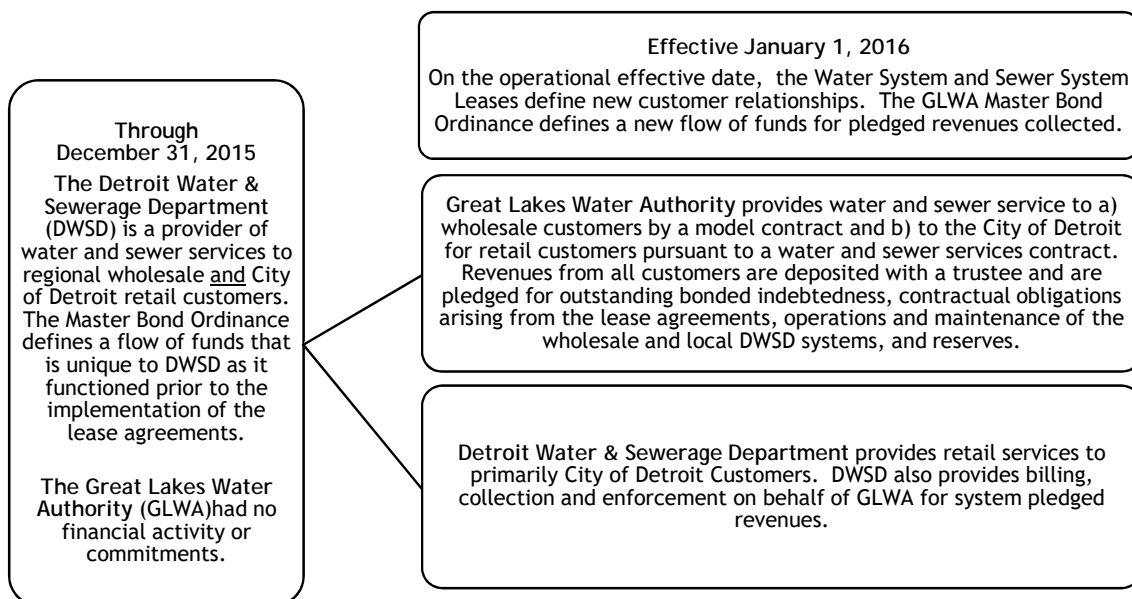 Through
December 31, 2015
The Detroit Water &
Sewerage Department
(DWSD) is a provider of
water and sewer services to
regional wholesale and City
of Detroit retail customers.
The Master Bond Ordinance
defines a flow of funds that
is unique to DWSD as it
functioned prior to the
implementation of the
lease agreements.
The Great Lakes Water
Authority (GLWA)had no
financial activity or
commitments.
Effective January 1, 2016
On the operational effective date, the Water System and Sewer System
Leases define new customer relationships. The GLWA Master Bond
Ordinance defines a new flow of funds for pledged revenues collected.
Great Lakes Water Authority provides water and sewer service to a)
wholesale customers by a model contract and b) to the City of Detroit
for retail customers pursuant to a water and sewer services contract.
Revenues from all customers are deposited with a trustee and are
pledged for outstanding bonded indebtedness, contractual obligations
arising from the lease agreements, operations and maintenance of the
wholesale and local DWSD systems, and reserves.
Detroit Water & Sewerage Department provides retail services to
primarily City of Detroit Customers. DWSD also provides billing,
collection and enforcement on behalf of GLWA for system pledged
revenues.